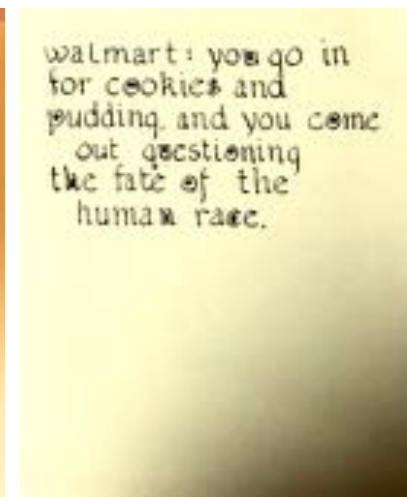 walmart: you go in
for cookies and
pudding. and you come
out questioning
the fate of the
human race.